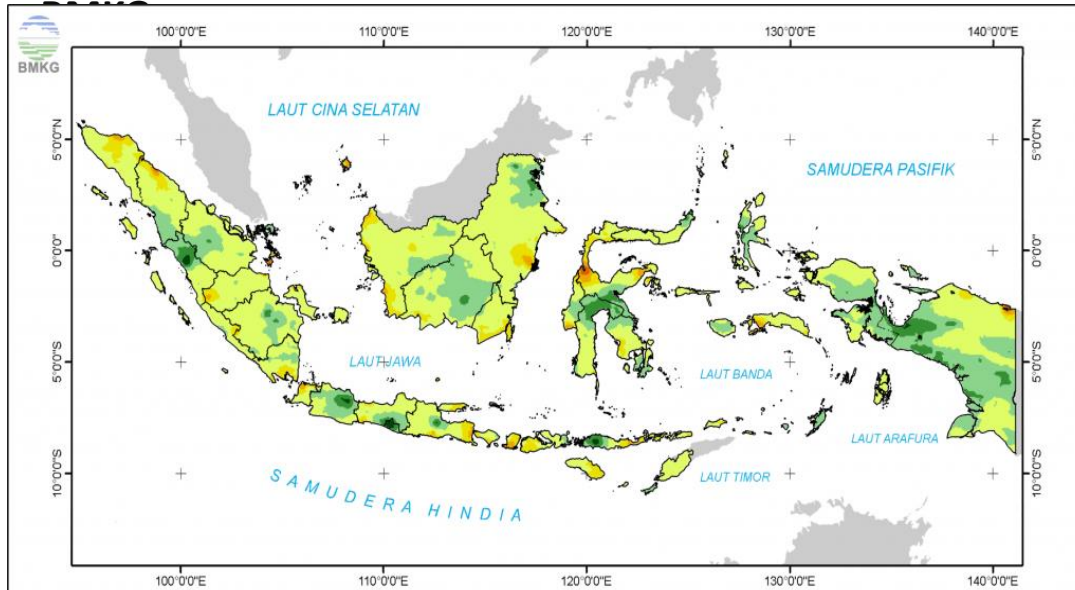 BMKG
BMKG
100°0'0"E
110°0'0"E
120°0'0"E
130°0'0"E
140°0'0"E
5°0'0"N
0°0'0"
5°0'0"S
10°0'0"S
LAUT CINA SELATAN
SAMUDERA PASIFIK
LAUT JAWA
LAUT BANDA
LAUT ARAFURA
LAUT TIMOR
SAMUDERA HINDIA
5°0'0"N
0°0'0"
5°0'0"S
10°0'0"S
100°0'0"E
110°0'0"E
120°0'0"E
130°0'0"E
140°0'0"E